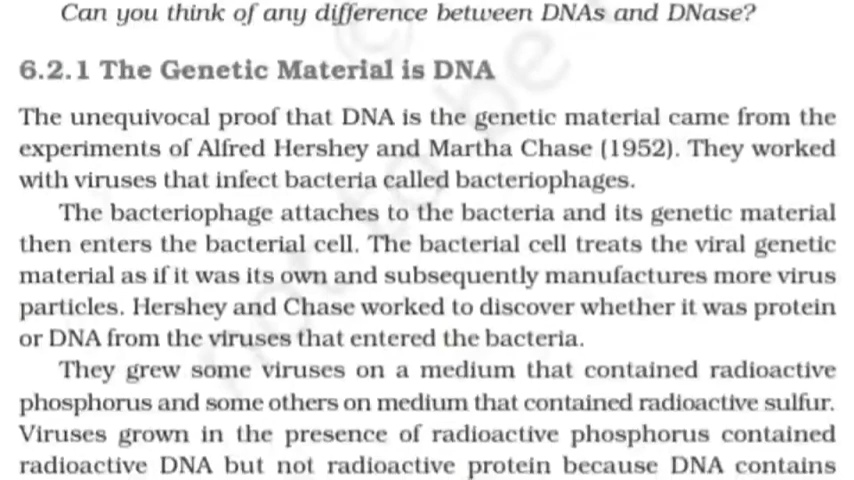 Can you think of any difference between DNAs and DNase?
6.2.1 The Genetic Material is DNA
The unequivocal proof that DNA is the genetic material came from the
experiments of Alfred Hershey and Martha Chase (1952). They worked
with viruses that infect bacteria called bacteriophages.
The bacteriophage attaches to the bacteria and its genetic material
then enters the bacterial cell. The bacterial cell treats the viral genetic
material as if it was its own and subsequently manufactures more virus
particles. Hershey and Chase worked to discover whether it was protein
or DNA from the viruses that entered the bacteria.
They grew some viruses on a medium that contained radioactive
phosphorus and some others on medium that contained radioactive sulfur.
Viruses grown in the presence of radioactive phosphorus contained
radioactive DNA but not radioactive protein because DNA contains
not to be